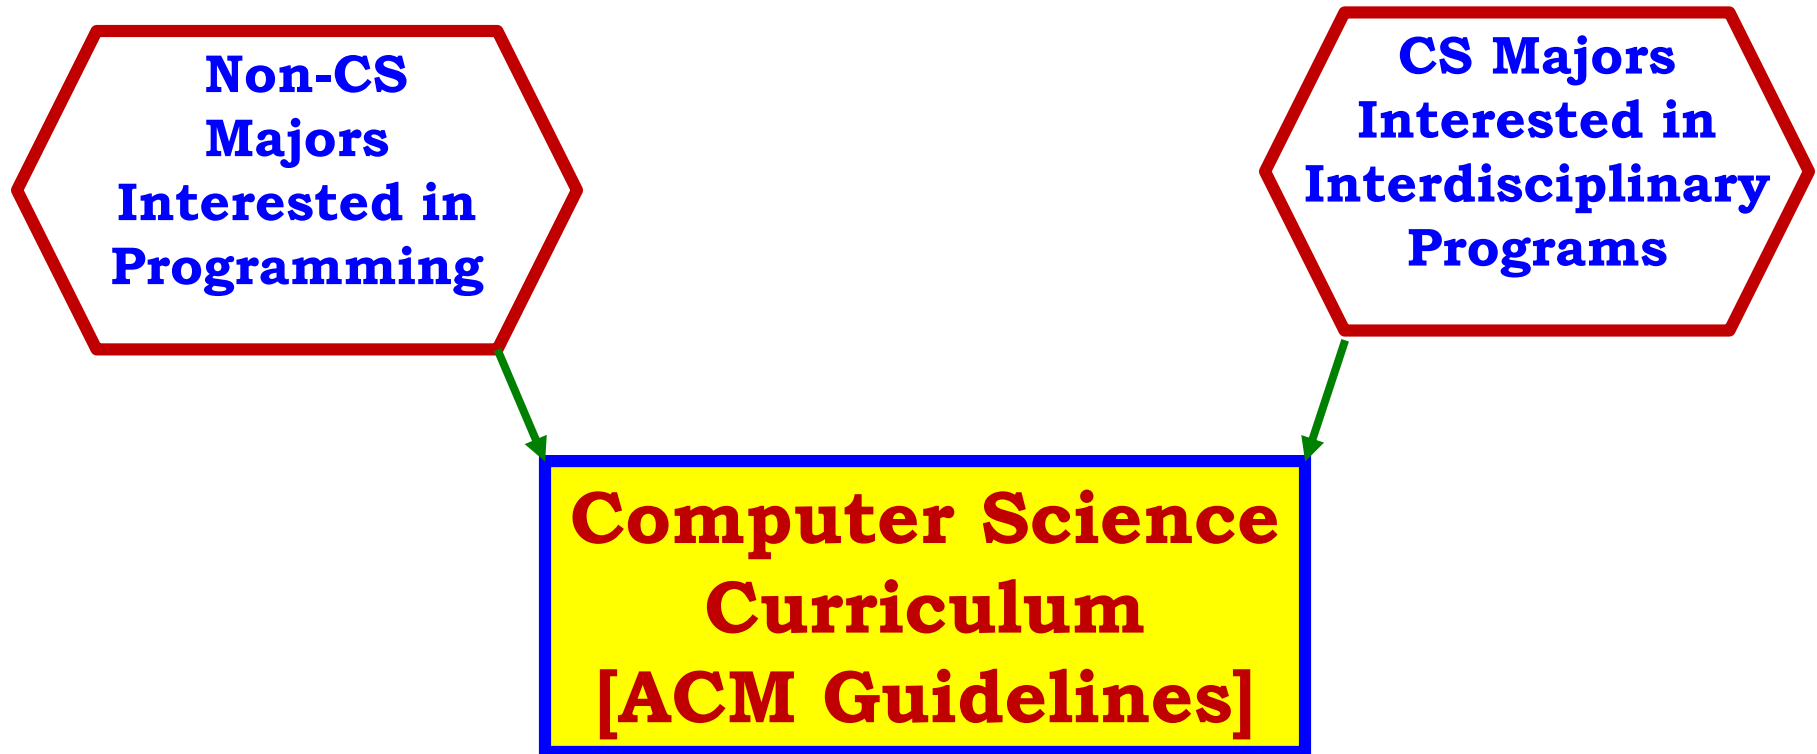 Non-CS
Majors
Interested in
Programming
CS Majors
Interested in
Interdisciplinary
Programs
Computer Science
Curriculum
[ACM Guidelines]